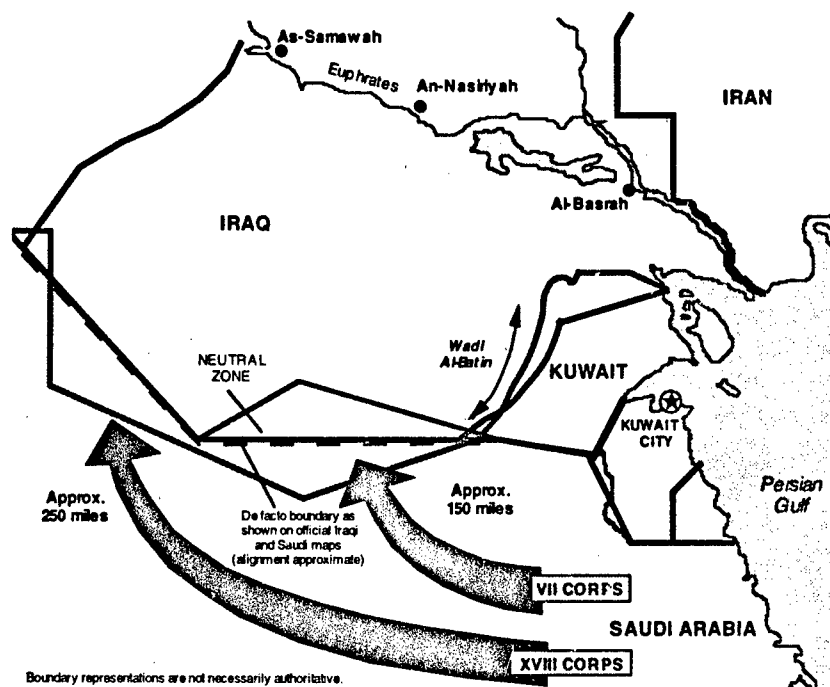 As-Samawah
Euphrates
An-Nasiriyah
IRAN
Al-Basrah
IRAQ
Wadi
Al-Batin
NEUTRAL
ZONE
KUWAIT
KUWAIT
CITY
Persian
Gulf
Approx.
250 miles
Approx.
150 miles
De facto boundary as
shown on official Iraqi
and Saudi maps
(alignment approximate)
VII CORPS
SAUDI ARABIA
XVIII CORPS
Boundary representations are not necessarily authoritative.